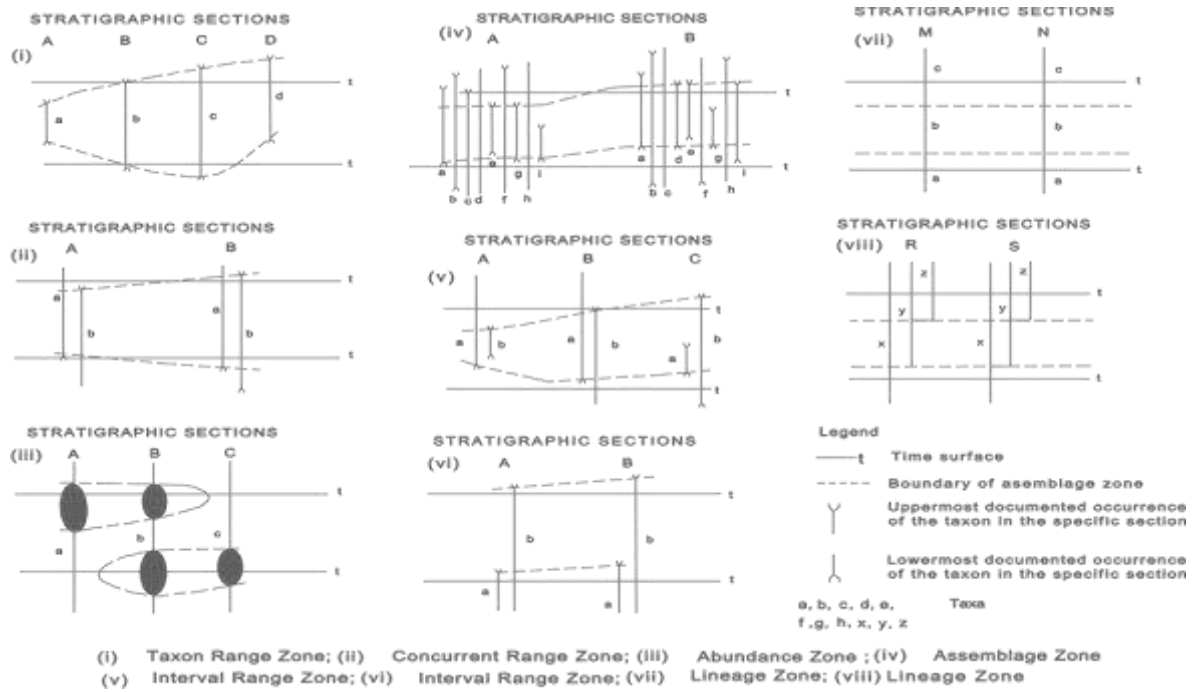 STRATIGRAPHIC SECTIONS
A B C D
(i)
t
a b c d
t
STRATIGRAPHIC SECTIONS
A B
(iv)
t
a e g i a d e g i
t
b c d f h b c f h
STRATIGRAPHIC SECTIONS
M N
(vii)
c c
t
b b
t
a a
STRATIGRAPHIC SECTIONS
A B
(ii)
t
a b a b
t
STRATIGRAPHIC SECTIONS
A B C
(v)
t
a b a b a b
t
STRATIGRAPHIC SECTIONS
(viii) R S
z z
t
y y
x x
t
STRATIGRAPHIC SECTIONS
(iii) A B C
t
a b c
t
STRATIGRAPHIC SECTIONS
(vi) A B
t
b b
t
a a
Legend
t Time surface
Boundary of asemblage zone
Uppermost documented occurrence
of the taxon in the specific section
Lowermost documented occurrence
of the taxon in the specific section
a, b, c, d, e, Taxa
f,g, h, x, y, z
(i) Taxon Range Zone; (ii) Concurrent Range Zone; (iii) Abundance Zone ; (iv) Assemblage Zone
(v) Interval Range Zone; (vi) Interval Range Zone; (vii) Lineage Zone; (viii) Lineage Zone